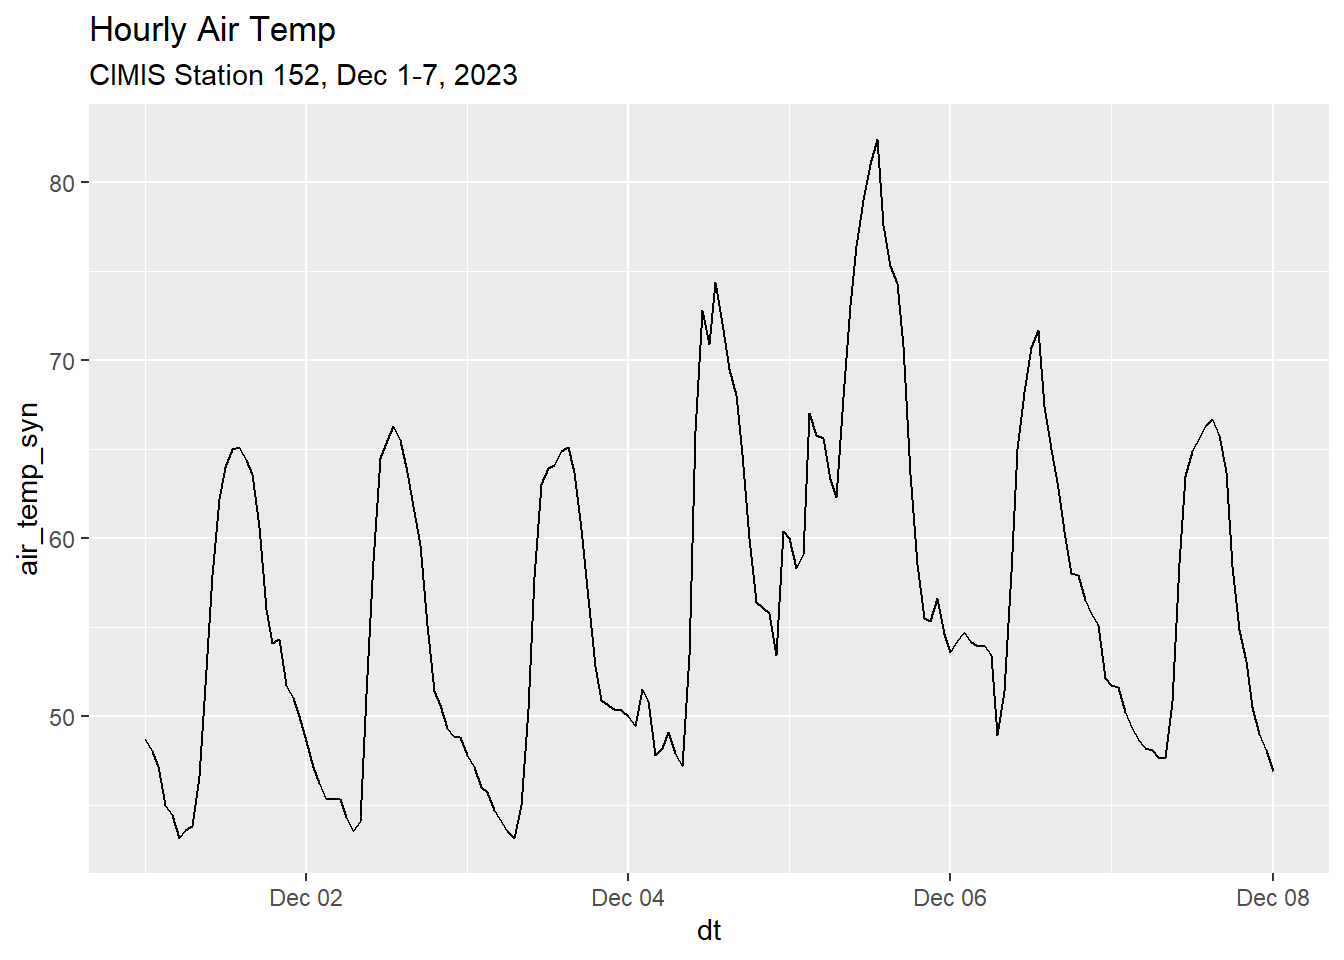 Hourly Air Temp
CIMIS Station 152, Dec 1-7, 2023
80
70
60
50
air_temp_syn
Dec 02
Dec 04
Dec 06
Dec 08
dt